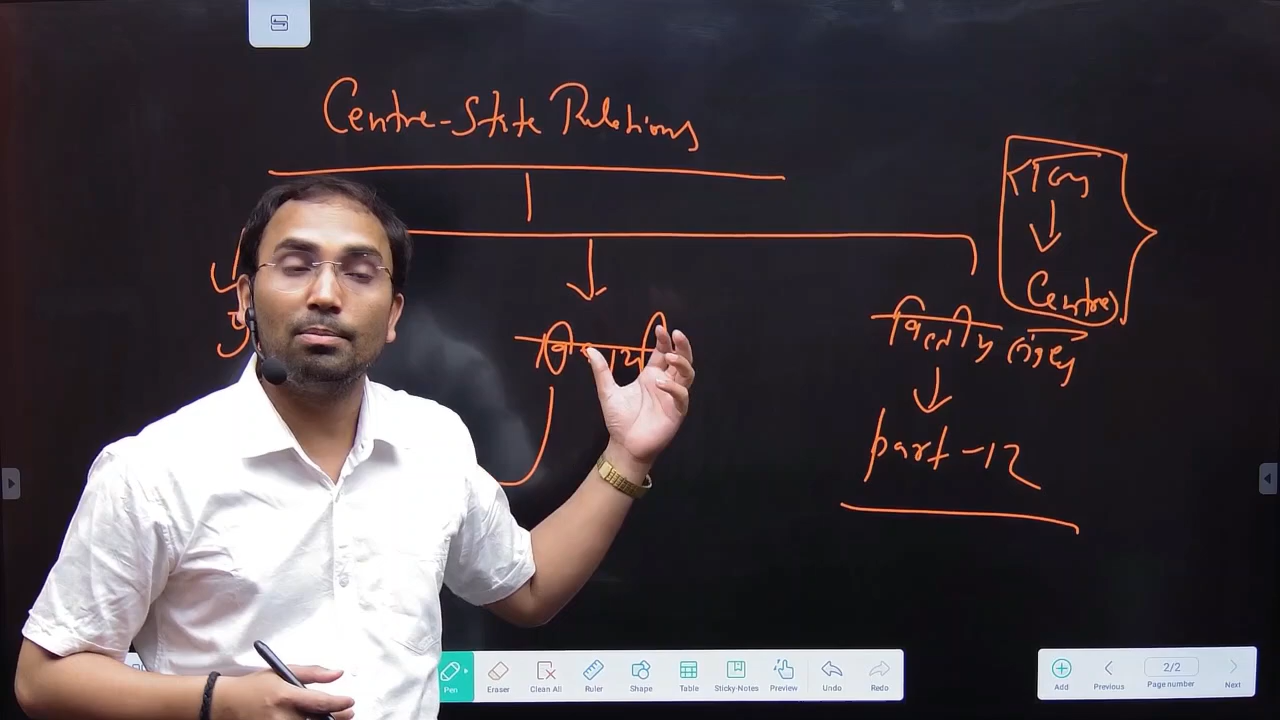 Centre-State Relations
राज्य
↓
Centre
वित्तीय संबंध
part-12
Pen
Eraser
Clean All
Ruler
Shape
Table
Sticky-Notes
Preview
Undo
Redo
Add
Previous
2/2
Page number
Next